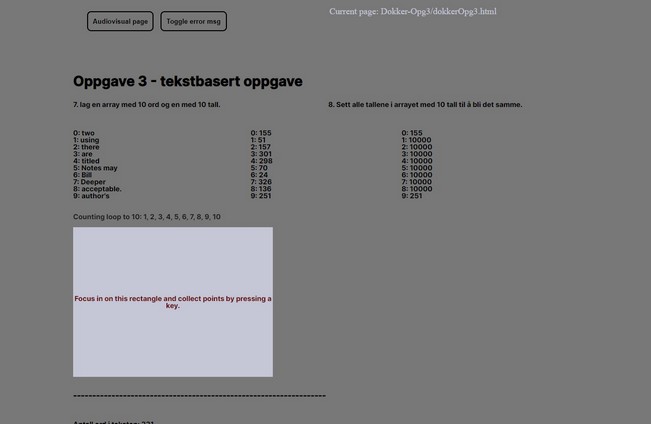 Audiovisual page
Toggle error msg
Current page: Dokker-Opg3/dokkerOpg3.html
Oppgave 3 - tekstbasert oppgave
7. lag en array med 10 ord og en med 10 tall.
8. Sett alle tallene i arrayet med 10 tall til å bli det samme.
0: two
1: using
2: there
3: are
4: titled
5: Notes may
6: Bill
7: Deeper
8: acceptable.
9: author's
0: 155
1: 51
2: 157
3: 301
4: 298
5: 70
6: 24
7: 326
8: 136
9: 251
0: 155
1: 10000
2: 10000
3: 10000
4: 10000
5: 10000
6: 10000
7: 10000
8: 10000
9: 251
Counting loop to 10: 1, 2, 3, 4, 5, 6, 7, 8, 9, 10
Focus in on this rectangle and collect points by pressing a
key.
------------------------------------------------------------------